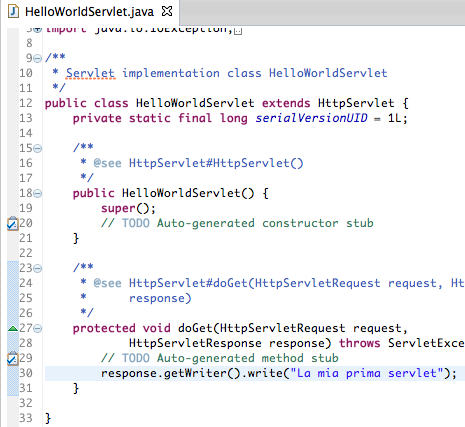 HelloWorldServlet.java
import java.io.IOException;
8
9 /**
10 * Servlet implementation class HelloWorldServlet
11 */
12 public class HelloWorldServlet extends HttpServlet {
13 private static final long serialVersionUID = 1L;
14
15 /**
16 * @see HttpServlet#HttpServlet()
17 */
18 public HelloWorldServlet() {
19 super();
20 // TODO Auto-generated constructor stub
21 }
22
23 /**
24 * @see HttpServlet#doGet(HttpServletRequest request, Ht
25 * response)
26 */
27 protected void doGet(HttpServletRequest request,
28 HttpServletResponse response) throws ServletExce
29 // TODO Auto-generated method stub
30 response.getWriter().write("La mia prima servlet");
31 }
32
33 }